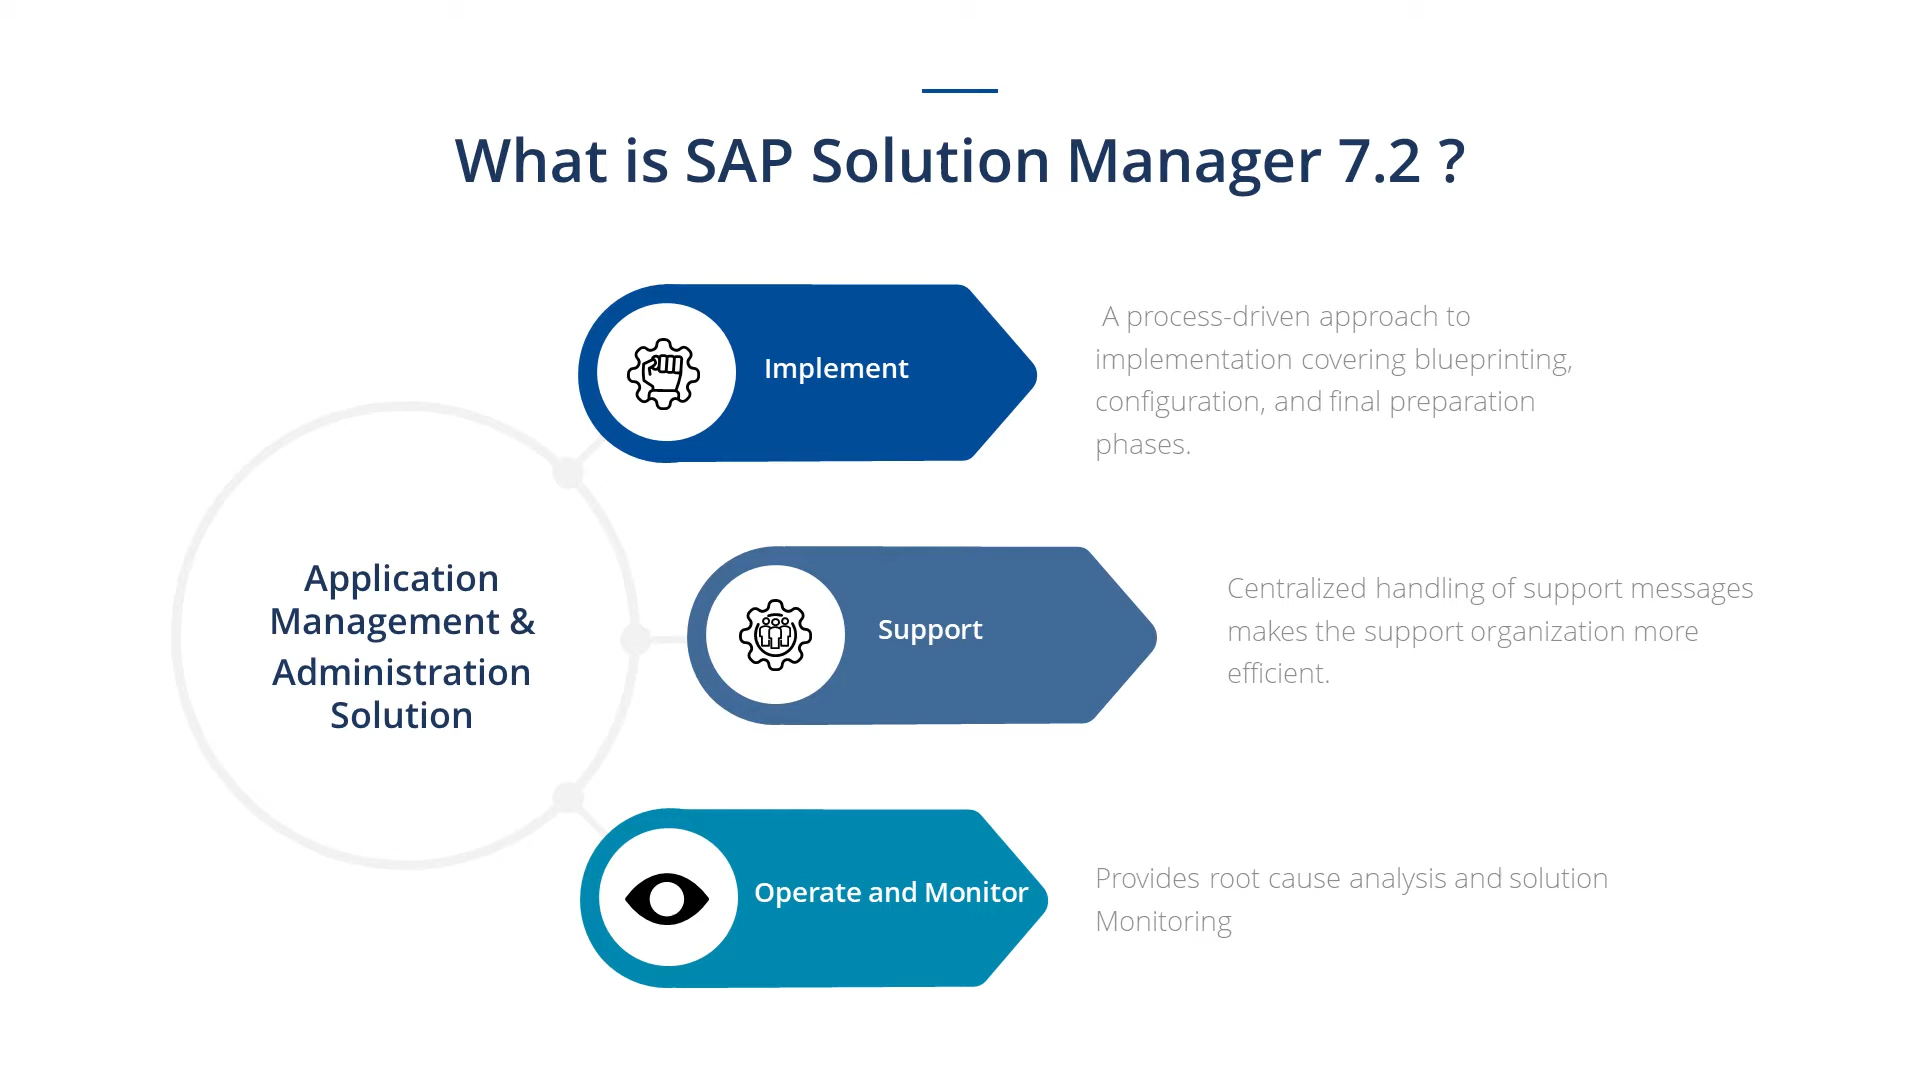 What is SAP Solution Manager 7.2 ?
Application
Management &
Administration
Solution
Implement
A process-driven approach to
implementation covering blueprinting,
configuration, and final preparation
phases.
Support
Centralized handling of support messages
makes the support organization more
efficient.
Operate and Monitor
Provides root cause analysis and solution
Monitoring